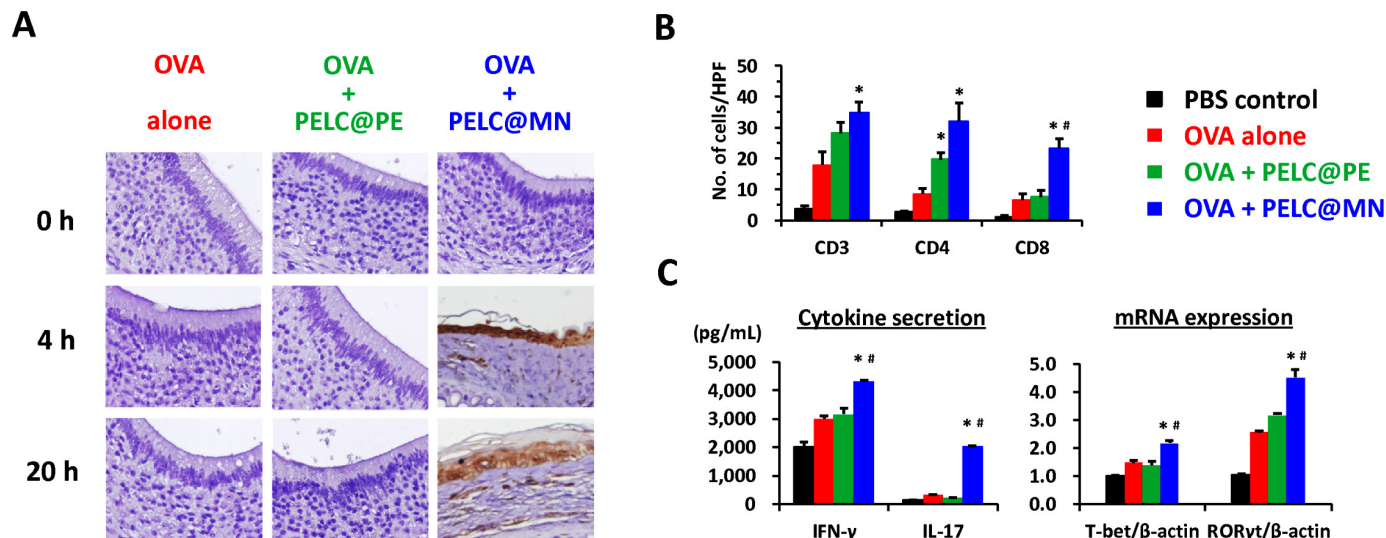 A
OVA
alone
OVA
+
PELC@PE
OVA
+
PELC@MN
0 h
4 h
20 h
B
No. of cells/HPF
50
40
30
20
10
0
*
*
*
* #
CD3
CD4
CD8
PBS control
OVA alone
OVA + PELC@PE
OVA + PELC@MN
C
Cytokine secretion
(pg/mL)
5,000
4,000
3,000
2,000
1,000
0
* #
* #
IFN-γ
IL-17
mRNA expression
5.0
4.0
3.0
2.0
1.0
0.0
* #
* #
T-bet/β-actin
RORγt/β-actin